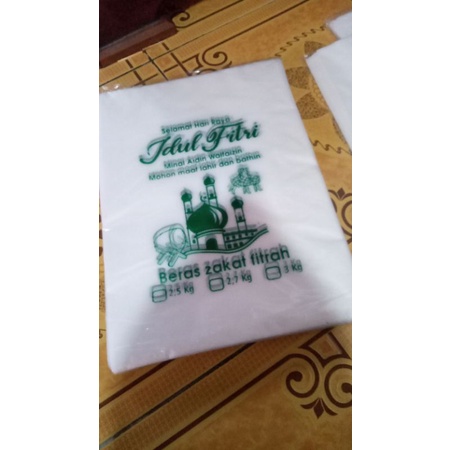 Selamat Hari Raya
Idul Fitri
Minal Aidin Walfaizin
Mohon maaf lahir dan bathin
Beras zakat fitrah
2,5 Kg 2,7 Kg 3 Kg